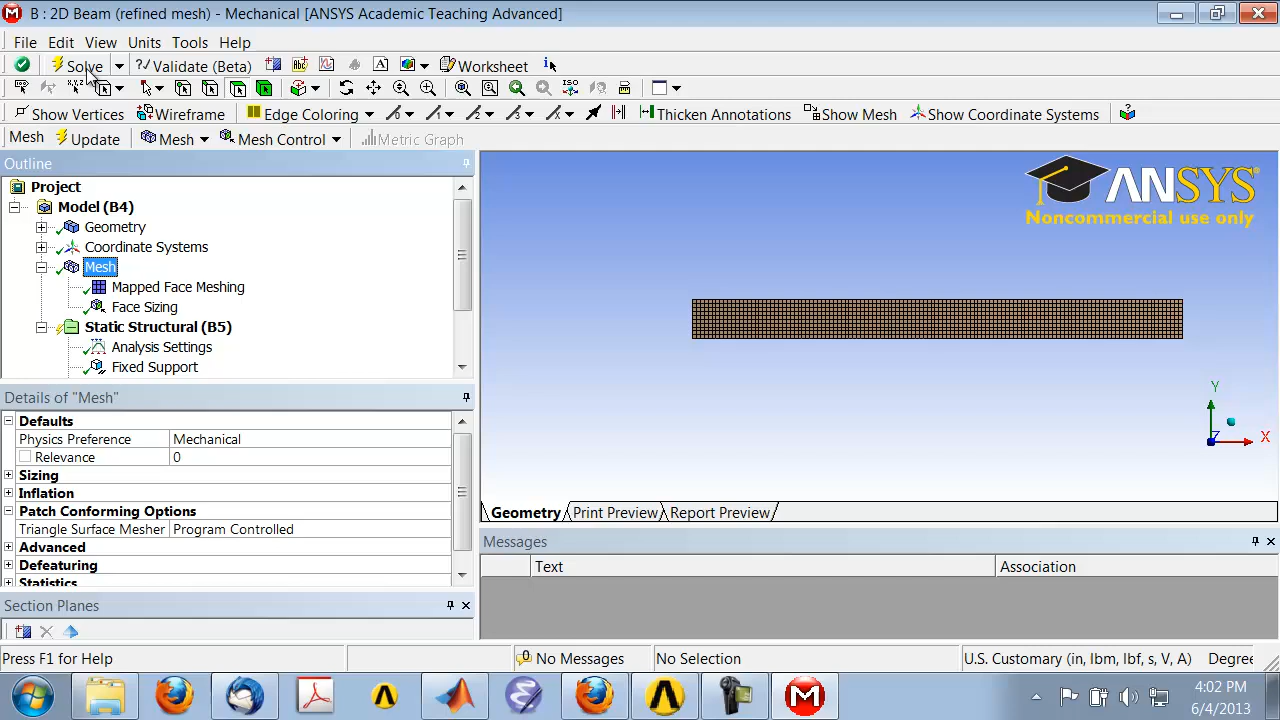 B : 2D Beam (refined mesh) - Mechanical [ANSYS Academic Teaching Advanced]
File Edit View Units Tools Help
Solve Validate (Beta) A Worksheet
Show Vertices Wireframe Edge Coloring Thicken Annotations Show Mesh Show Coordinate Systems
Mesh Update Mesh Mesh Control Metric Graph
Outline
Project
Model (B4)
Geometry
Coordinate Systems
Mesh
Mapped Face Meshing
Face Sizing
Static Structural (B5)
Analysis Settings
Fixed Support
Details of "Mesh"
Defaults
Physics Preference Mechanical
Relevance 0
Sizing
Inflation
Patch Conforming Options
Triangle Surface Mesher Program Controlled
Advanced
Defeaturing
Statistics
Section Planes
ANSYS
Noncommercial use only
Y
Z
X
Geometry Print Preview Report Preview
Messages
Text Association
Press F1 for Help 0 No Messages No Selection U.S. Customary (in, lbm, lbf, s, V, A) Degree
4:02 PM
6/4/2013